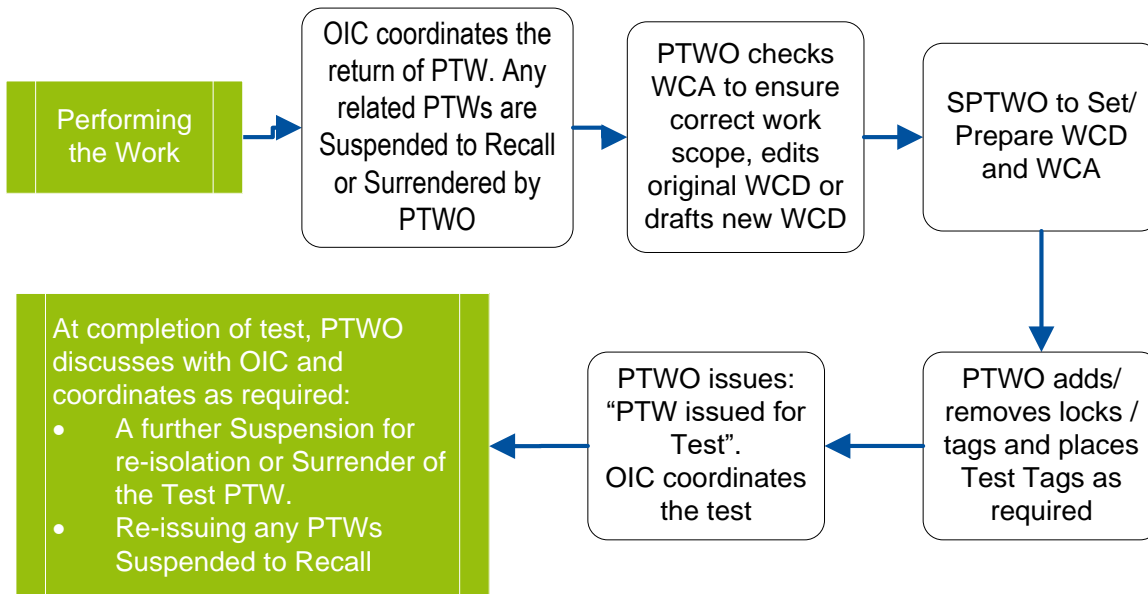 Performing
the Work
OIC coordinates the
return of PTW. Any
related PTWs are
Suspended to Recall
or Surrendered by
PTWO
PTWO checks
WCA to ensure
correct work
scope, edits
original WCD or
drafts new WCD
SPTWO to Set/
Prepare WCD
and WCA
PTWO adds/
removes locks /
tags and places
Test Tags as
required
PTWO issues:
“PTW issued for
Test”.
OIC coordinates
the test
At completion of test, PTWO
discusses with OIC and
coordinates as required:
• A further Suspension for
re-isolation or Surrender of
the Test PTW.
• Re-issuing any PTWs
Suspended to Recall